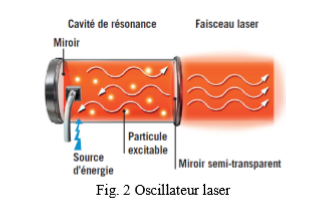 Cavité de résonance
Faisceau laser
Miroir
Particule
excitable
Source
d'énergie
Miroir semi-transparent
Fig. 2 Oscillateur laser